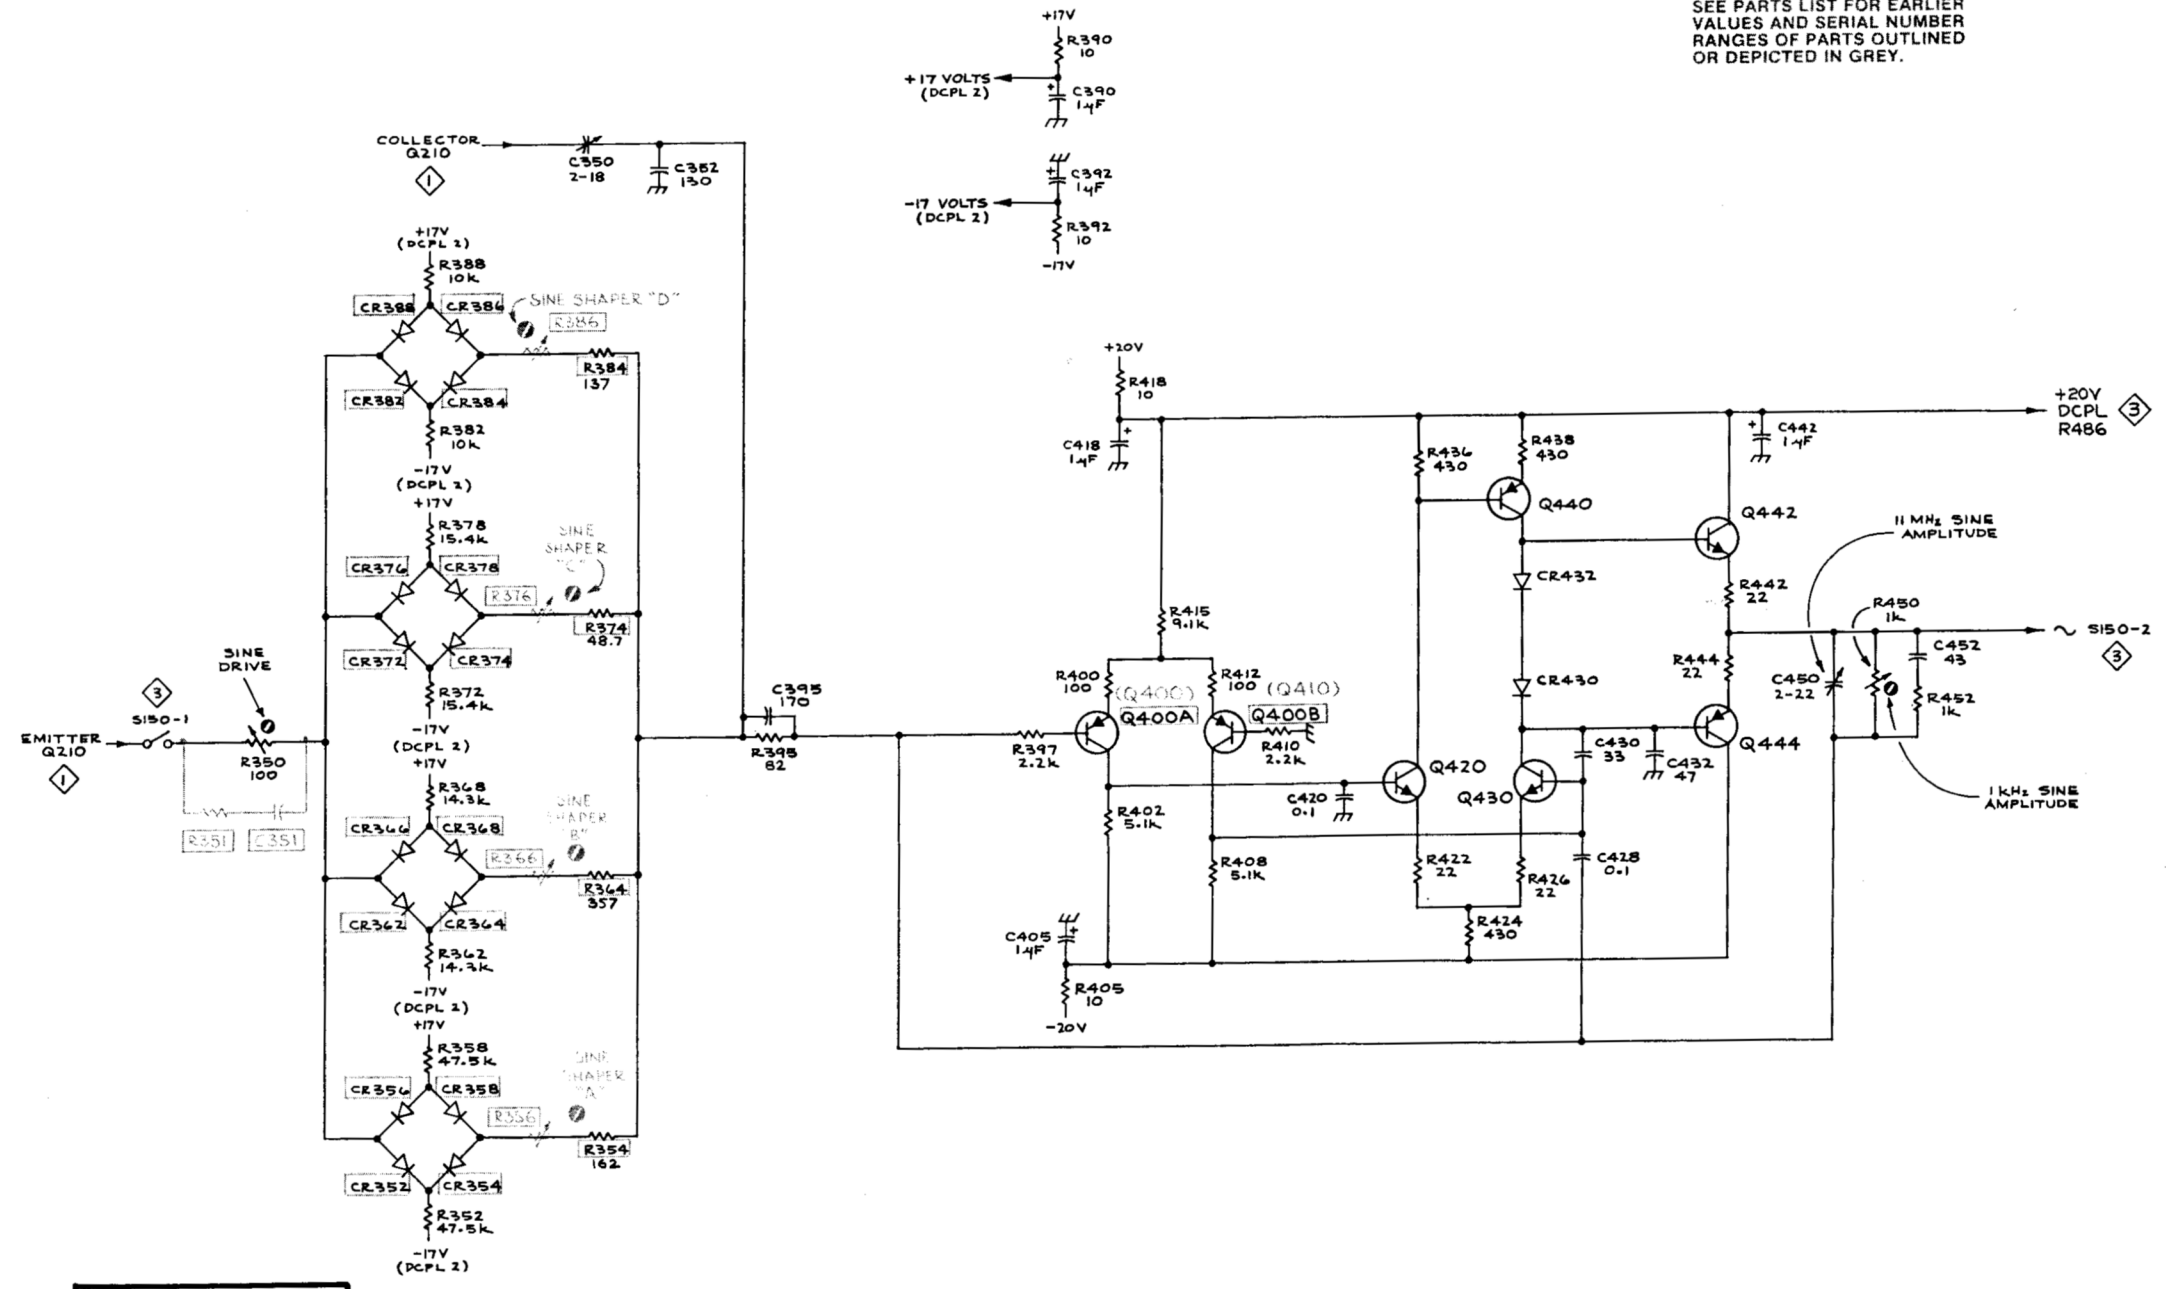 SEE PARTS LIST FOR EARLIER
VALUES AND SERIAL NUMBER
RANGES OF PARTS OUTLINED
OR DEPICTED IN GREY.
+17V
R390
10
+17 VOLTS
(DCPL 2)
+
C390
1µF
+
C392
1µF
-17 VOLTS
(DCPL 2)
R392
10
-17V
COLLECTOR
Q210
1
C350
2-18
C352
130
+17V
(DCPL 2)
R388
10k
CR388
CR386
SINE SHAPER "D"
R386
R384
137
CR382
CR384
R382
10k
-17V
(DCPL 2)
+17V
R378
15.4k
CR376
CR378
SINE
SHAPER
"C"
R376
R374
48.7
CR372
CR374
R372
15.4k
-17V
(DCPL 2)
SINE
DRIVE
3
S150-1
EMITTER
Q210
1
R350
100
R351
C351
+17V
R368
14.3k
CR366
CR368
SINE
SHAPER
"B"
R366
R364
357
CR362
CR364
R362
14.3k
-17V
(DCPL 2)
+17V
R358
47.5k
CR356
CR358
SINE
SHAPER
"A"
R356
R354
162
CR352
CR354
R352
47.5k
-17V
(DCPL 2)
C395
170
R395
82
+20V
R418
10
C418
1µF
+
R415
9.1k
R400
100
(Q400)
Q400A
R412
100
(Q410)
Q400B
R397
2.2k
R410
2.2k
R402
5.1k
R408
5.1k
C405
1µF
+
R405
10
-20V
C420
0.1
R436
430
R438
430
Q440
CR432
CR430
Q420
Q430
C430
33
C432
47
R422
22
R426
22
R424
430
C428
0.1
+
C442
1µF
+20V
DCPL
R486
3
Q442
R442
22
R444
22
Q444
11 MHz SINE
AMPLITUDE
R450
1k
C450
2-22
C452
43
R452
1k
~ S150-2
3
1 kHz SINE
AMPLITUDE